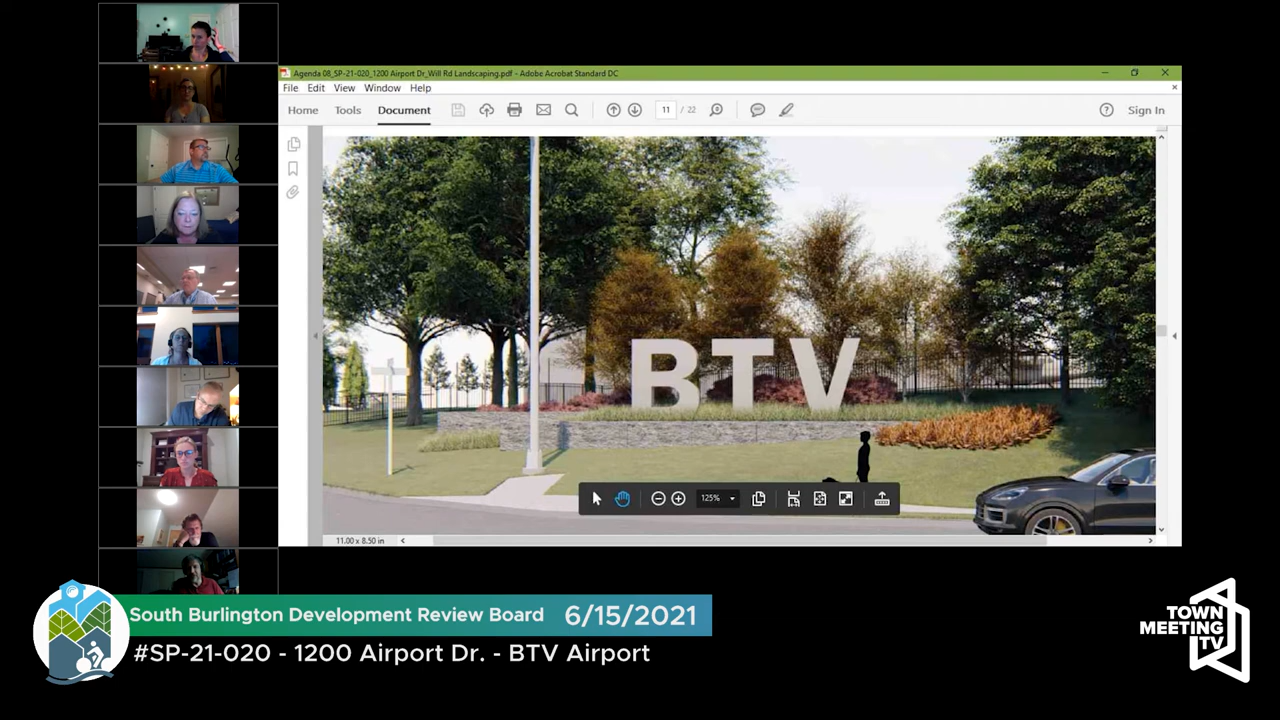 Agenda 08_SP-21-020_1200 Airport Dr_Will Rd Landscaping.pdf - Adobe Acrobat Standard DC
File Edit View Window Help
Home Tools Document 11 / 22 Sign In
BTV
125%
11.00 x 8.50 in
South Burlington Development Review Board 6/15/2021
#SP-21-020 - 1200 Airport Dr. - BTV Airport
TOWN
MEETING
TV